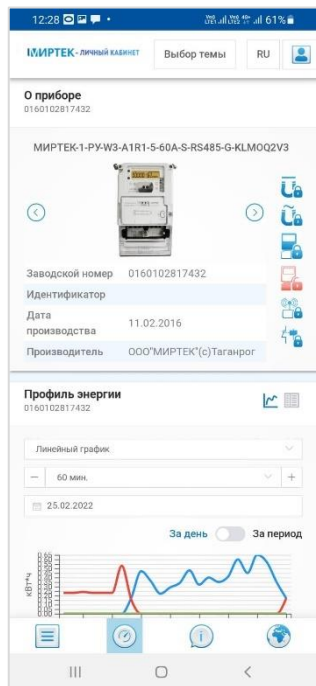 12:28
61%
МИРТЕК - ЛИЧНЫЙ КАБИНЕТ
Выбор темы
RU
О приборе
0160102817432
МИРТЕК-1-РУ-W3-A1R1-5-60A-S-RS485-G-KLMOQ2V3
Заводской номер 0160102817432
Идентификатор
Дата производства 11.02.2016
Производитель ООО"МИРТЕК"(с)Таганрог
Профиль энергии
0160102817432
Линейный график
60 мин.
25.02.2022
За день За период
кВт*ч